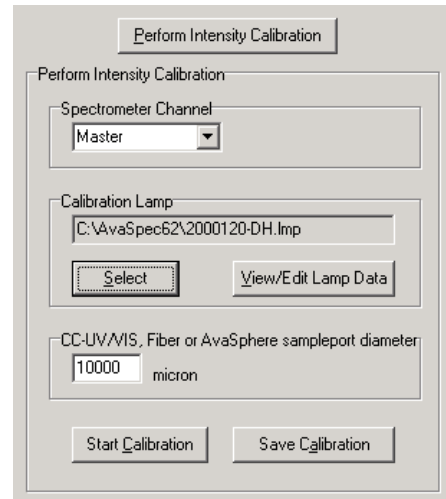 Perform Intensity Calibration
Perform Intensity Calibration
Spectrometer Channel
Master
Calibration Lamp
C:\AvaSpec62\2000120-DH.lmp
Select View/Edit Lamp Data
CC-UV/VIS, Fiber or AvaSphere sampleport diameter
10000 micron
Start Calibration Save Calibration